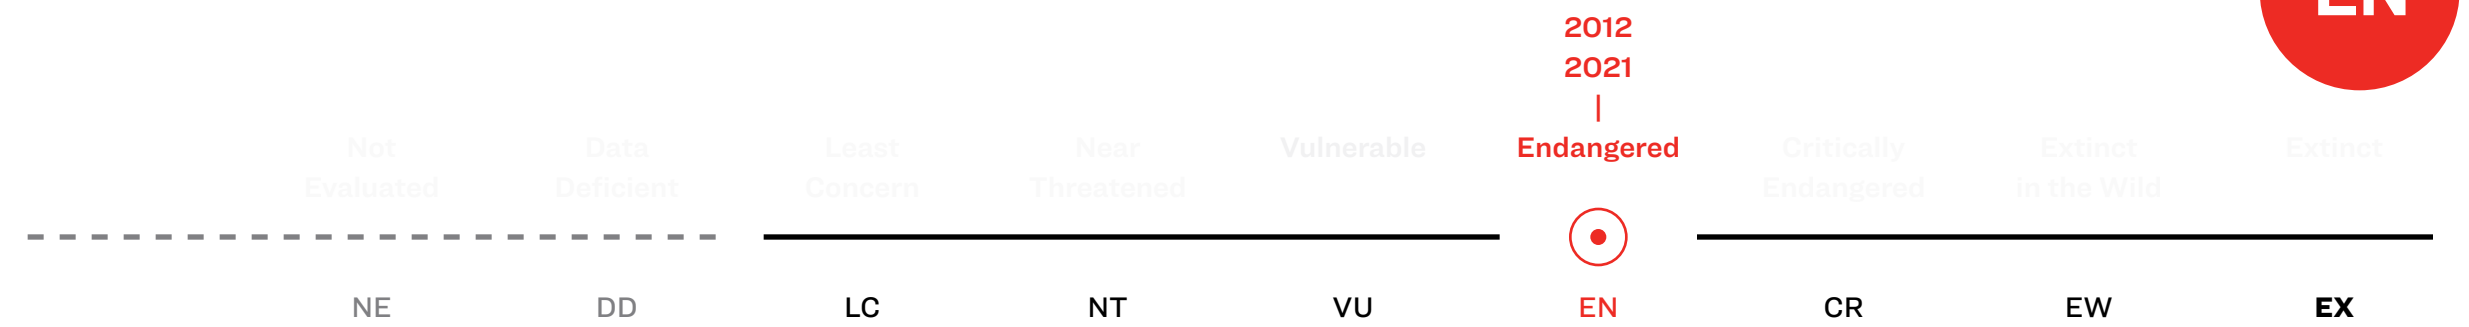 EN
2012
2021
Not
Evaluated
Data
Deficient
Least
Concern
Near
Threatened
Vulnerable
Endangered
Critically
Endangered
Extinct
in the Wild
Extinct
NE DD LC NT VU EN CR EW EX